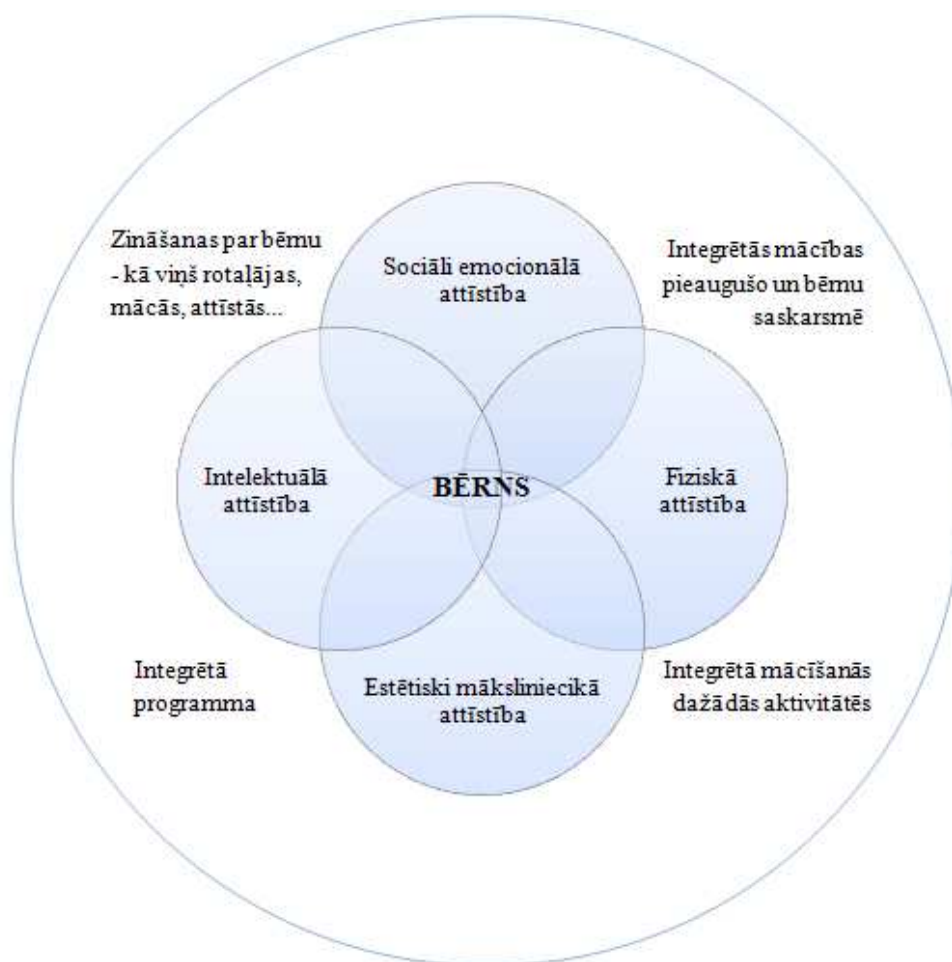 Zināšanas par bērnu
- kā viņš rotaļājas,
mācās, attīstās...
Sociāli emocionālā
attīstība
Integrētās mācības
pieaugušo un bērnu
saskarsmē
Intelektuālā
attīstība
BĒRNS
Fiziskā
attīstība
Integrētā
programma
Estētiski māksliniecikā
attīstība
Integrētā mācīšanās
dažādās aktivitātēs